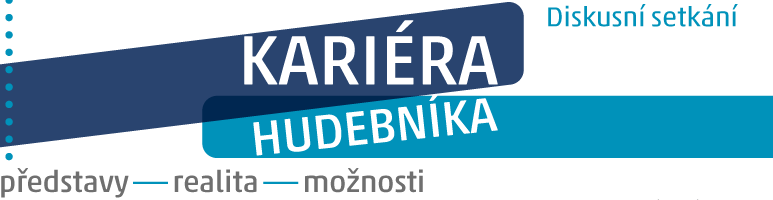 Diskusní setkání
KARIÉRA
HUDEBNÍKA
představy — realita — možnosti